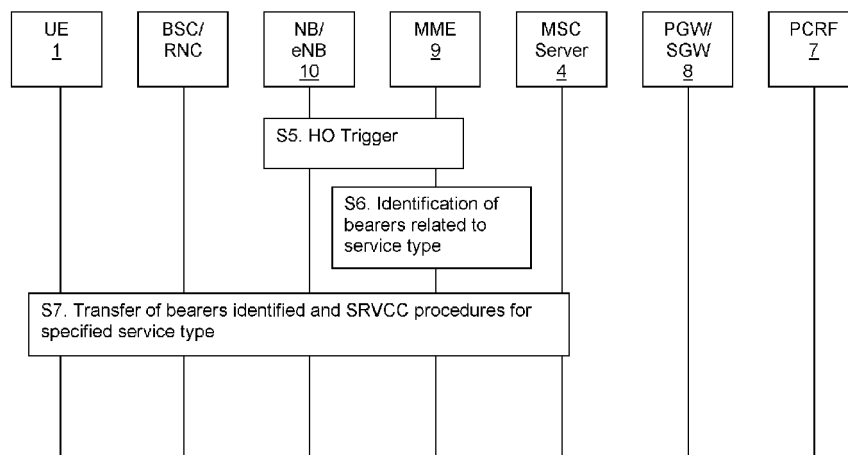 UE
1
BSC/
RNC
NB/
eNB
10
MME
9
MSC
Server
4
PGW/
SGW
8
PCRF
7
S5. HO Trigger
S6. Identification of
bearers related to
service type
S7. Transfer of bearers identified and SRVCC procedures for
specified service type